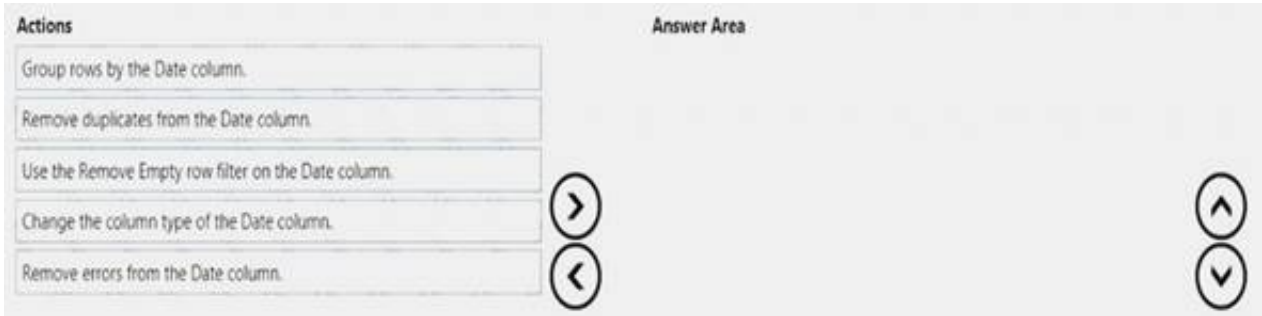 Actions
Answer Area
Group rows by the Date column.
Remove duplicates from the Date column.
Use the Remove Empty row filter on the Date column.
Change the column type of the Date column.
Remove errors from the Date column.